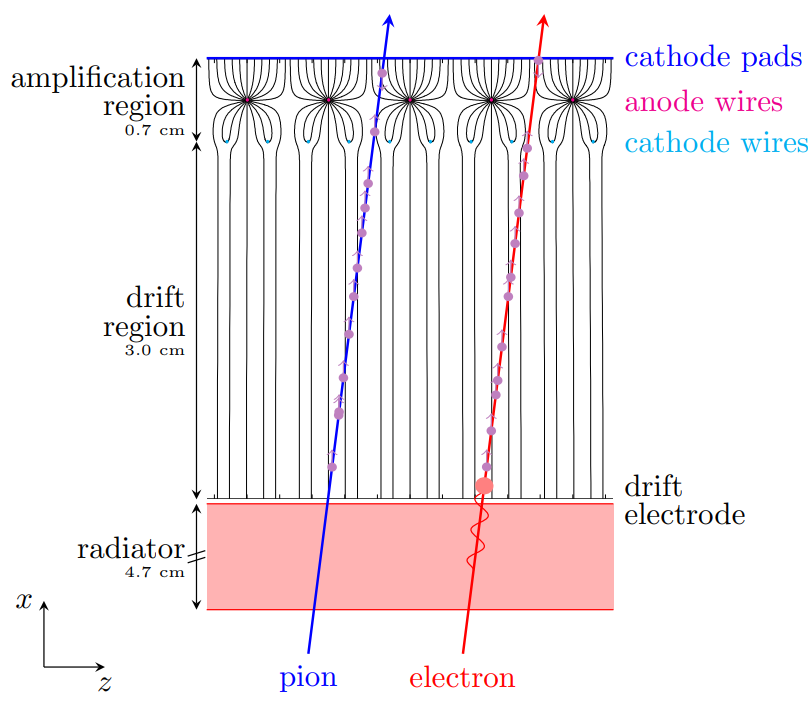 cathode pads
amplification
region
0.7 cm
anode wires
cathode wires
drift
region
3.0 cm
drift
electrode
radiator
4.7 cm
x
z
pion
electron